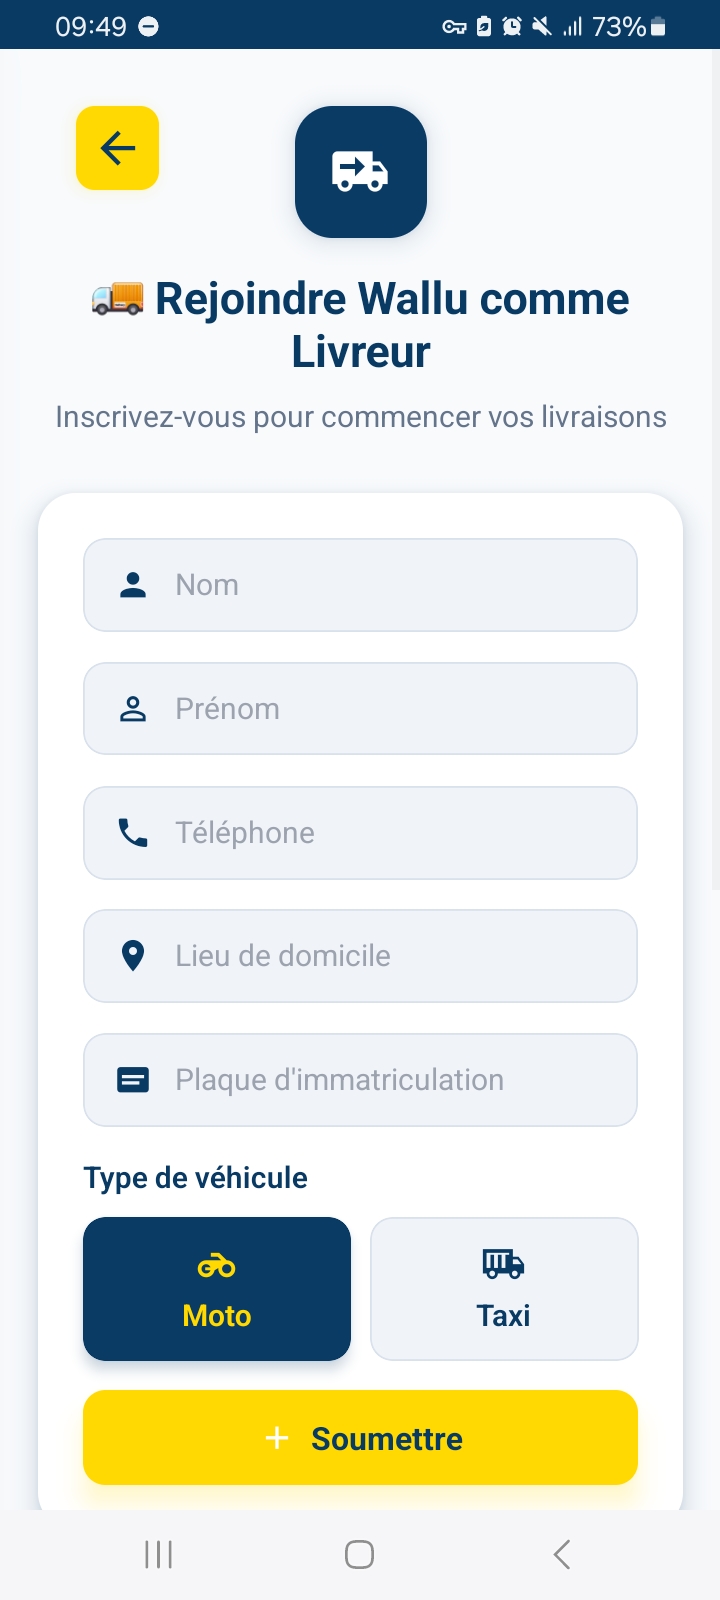 09:49
73%
🚚 Rejoindre Wallu comme
Livreur
Inscrivez-vous pour commencer vos livraisons
Nom
Prénom
Téléphone
Lieu de domicile
Plaque d'immatriculation
Type de véhicule
Moto
Taxi
Soumettre